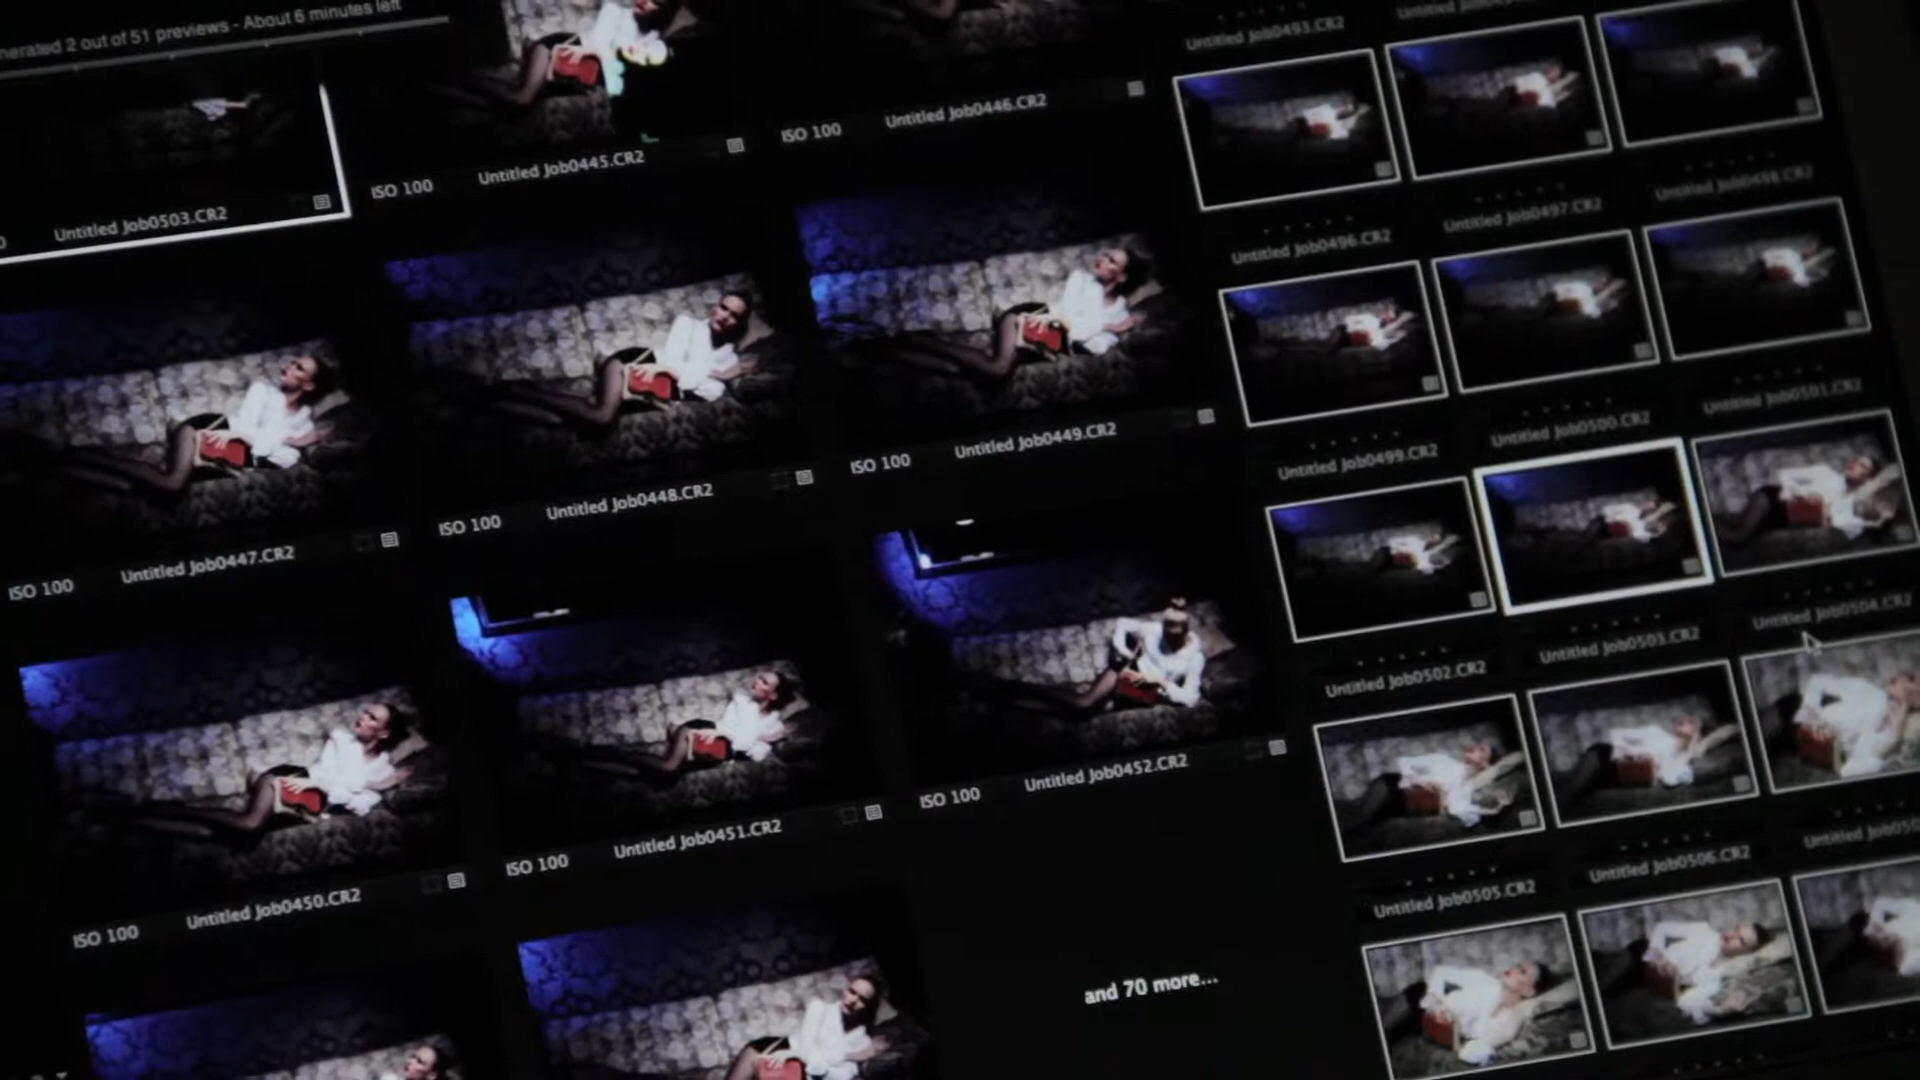 nerated 2 out of 51 previews - About 6 minutes left
Untitled Job0503.CR2
ISO 100 Untitled Job0445.CR2
ISO 100 Untitled Job0446.CR2
ISO 100 Untitled Job0447.CR2
ISO 100 Untitled Job0448.CR2
ISO 100 Untitled Job0449.CR2
ISO 100 Untitled Job0450.CR2
ISO 100 Untitled Job0451.CR2
ISO 100 Untitled Job0452.CR2
and 70 more...
Untitled Job0493.CR2
Untitled Job0496.CR2
Untitled Job0497.CR2
Untitled Job0498.CR2
Untitled Job0499.CR2
Untitled Job0500.CR2
Untitled Job0501.CR2
Untitled Job0502.CR2
Untitled Job0503.CR2
Untitled Job0504.CR2
Untitled Job0505.CR2
Untitled Job0506.CR2